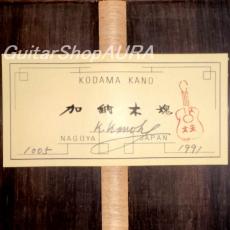 GuitarShopAURA
KODAMA KANO
加納木魂
K. Kanoh
NAGOYA JAPAN
1005 1991